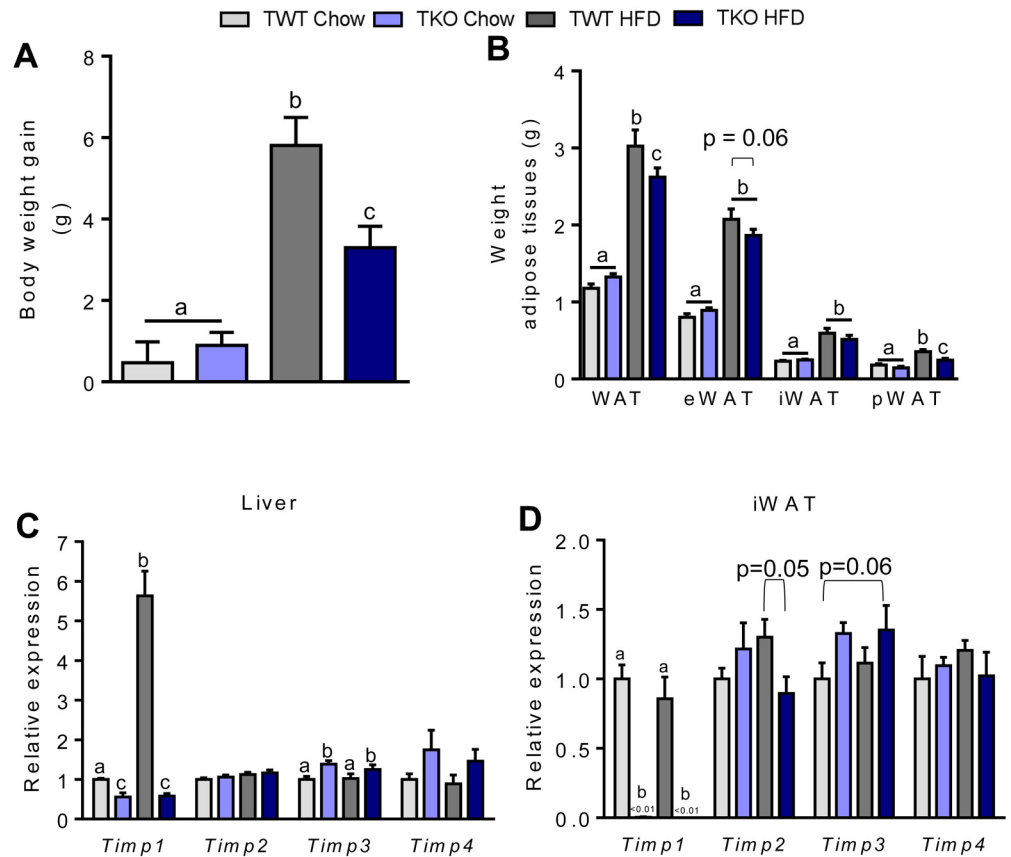 TWT Chow TKO Chow TWT HFD TKO HFD
A
Body weight gain
(g)
8
6
4
2
0
a
b
c
B
Weight
adipose tissues (g)
4
3
2
1
0
a
b
c
a
b
p = 0.06
a
b
a
b
c
WAT eWAT iWAT pWAT
C
Liver
Relative expression
7
6
5
4
3
2
1
0
a
c
b
c
a
b
a
b
Timp1 Timp2 Timp3 Timp4
D
iWAT
Relative expression
2.0
1.5
1.0
0.5
0.0
a
b
<0.01
a
b
<0.01
p=0.05 p=0.06
Timp1 Timp2 Timp3 Timp4